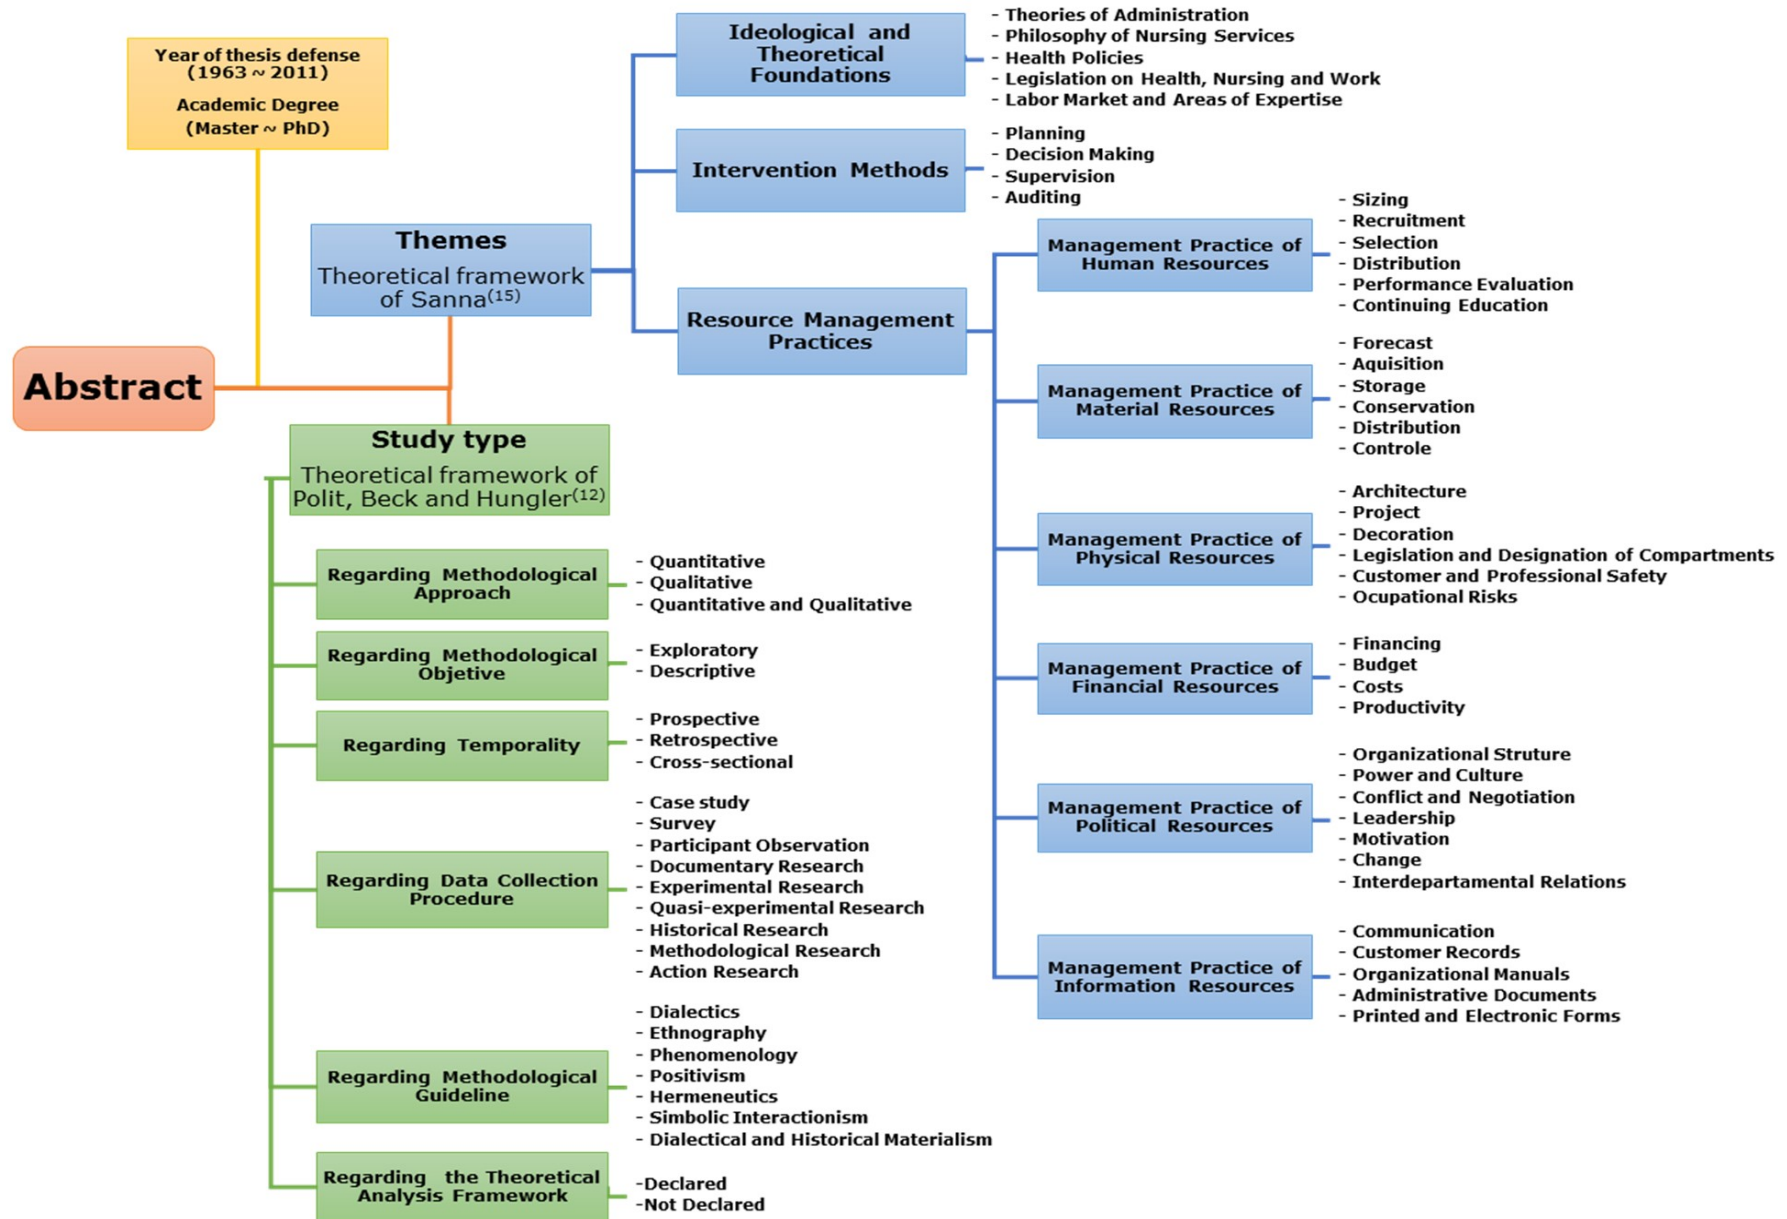 Year of thesis defense
(1963 ~ 2011)
Academic Degree
(Master ~ PhD)
Abstract
Themes
Theoretical framework
of Sanna(15)
Ideological and
Theoretical
Foundations
- Theories of Administration
- Philosophy of Nursing Services
- Health Policies
- Legislation on Health, Nursing and Work
- Labor Market and Areas of Expertise
Intervention Methods
- Planning
- Decision Making
- Supervision
- Auditing
Resource Management
Practices
Management Practice of
Human Resources
- Sizing
- Recruitment
- Selection
- Distribution
- Performance Evaluation
- Continuing Education
Management Practice of
Material Resources
- Forecast
- Aquisition
- Storage
- Conservation
- Distribution
- Controle
Management Practice of
Physical Resources
- Architecture
- Project
- Decoration
- Legislation and Designation of Compartments
- Customer and Professional Safety
- Ocupational Risks
Management Practice of
Financial Resources
- Financing
- Budget
- Costs
- Productivity
Management Practice of
Political Resources
- Organizational Struture
- Power and Culture
- Conflict and Negotiation
- Leadership
- Motivation
- Change
- Interdepartamental Relations
Management Practice of
Information Resources
- Communication
- Customer Records
- Organizational Manuals
- Administrative Documents
- Printed and Electronic Forms
Study type
Theoretical framework of
Polit, Beck and Hungler(12)
Regarding Methodological
Approach
- Quantitative
- Qualitative
- Quantitative and Qualitative
Regarding Methodological
Objetive
- Exploratory
- Descriptive
Regarding Temporality
- Prospective
- Retrospective
- Cross-sectional
Regarding Data Collection
Procedure
- Case study
- Survey
- Participant Observation
- Documentary Research
- Experimental Research
- Quasi-experimental Research
- Historical Research
- Methodological Research
- Action Research
Regarding Methodological
Guideline
- Dialectics
- Ethnography
- Phenomenology
- Positivism
- Hermeneutics
- Simbolic Interactionism
- Dialectical and Historical Materialism
Regarding the Theoretical
Analysis Framework
-Declared
-Not Declared